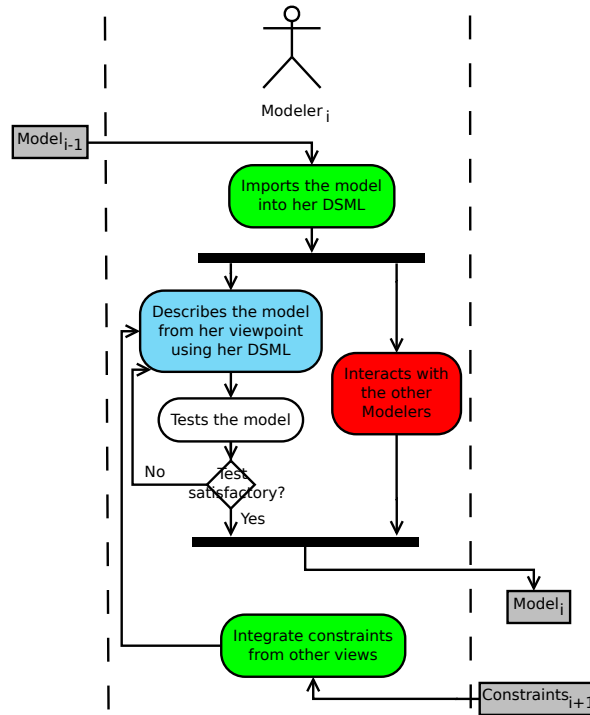 Modeler i
Model i-1
Imports the model
into her DSML
Describes the model
from her viewpoint
using her DSML
Interacts with
the other
Modelers
Tests the model
No
Test
satisfactory?
Yes
Model i
Integrate constraints
from other views
Constraints i+1